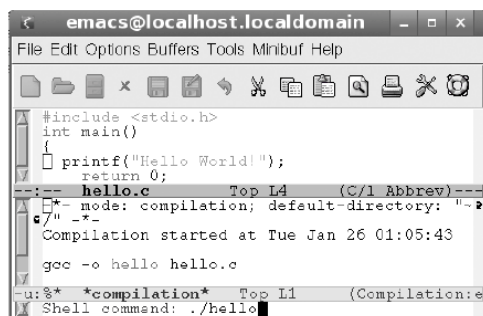 emacs@localhost.localdomain
File Edit Options Buffers Tools Minibuf Help
#include <stdio.h>
int main()
{
printf("Hello World!");
return 0;
--:-- hello.c Top L4 (C/l Abbrev)---
-*- mode: compilation; default-directory: "~
/" -*-
Compilation started at Tue Jan 26 01:05:43
gcc -o hello hello.c
-u:%* *compilation* Top L1 (Compilation:e
Shell command: ./hello